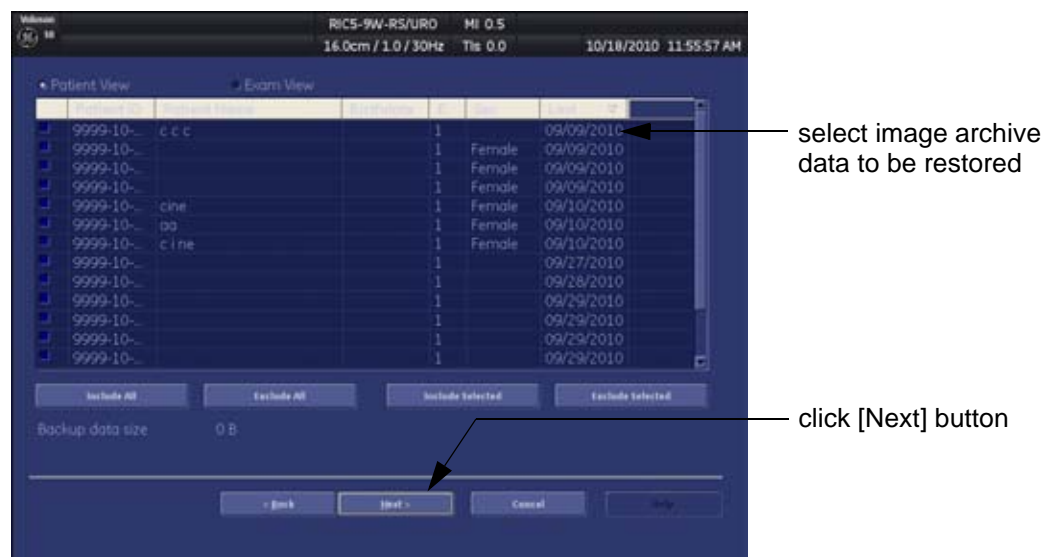 Voluson
GE S8
RIC5-9W-RS/URO MI 0.5
16.0cm / 1.0 / 30Hz TIs 0.0 10/18/2010 11:55:57 AM
Patient View Exam View
Patient ID Patient Name Birthdate E Sex Last
9999-10-... c c c 1 09/09/2010
9999-10-... 1 Female 09/09/2010
9999-10-... 1 Female 09/09/2010
9999-10-... 1 Female 09/09/2010
9999-10-... cine 1 Female 09/10/2010
9999-10-... aa 1 Female 09/10/2010
9999-10-... c i ne 1 Female 09/10/2010
9999-10-... 1 09/27/2010
9999-10-... 1 09/28/2010
9999-10-... 1 09/29/2010
9999-10-... 1 09/29/2010
9999-10-... 1 09/29/2010
9999-10-... 1 09/29/2010
Include All Exclude All Include Selected Exclude Selected
Backup data size 0 B
< Back Next > Cancel Help
select image archive
data to be restored
click [Next] button